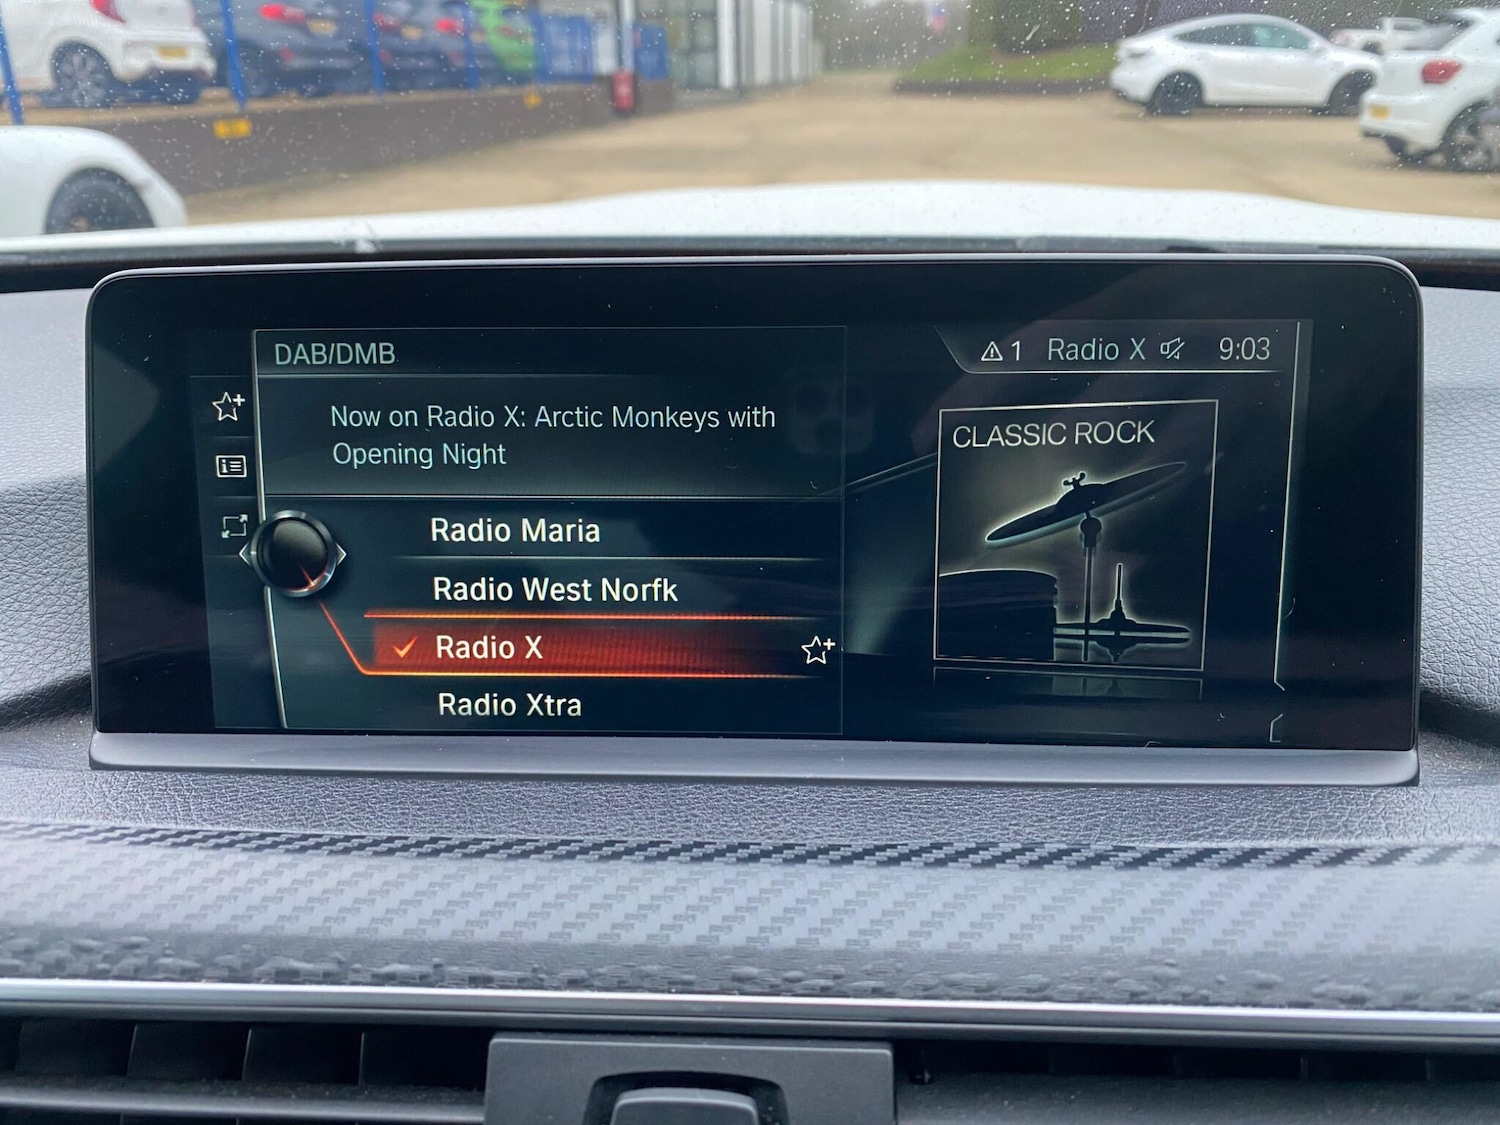 DAB/DMB
1 Radio X 9:03
Now on Radio X: Arctic Monkeys with
Opening Night
CLASSIC ROCK
Radio Maria
Radio West Norfk
Radio X
Radio Xtra